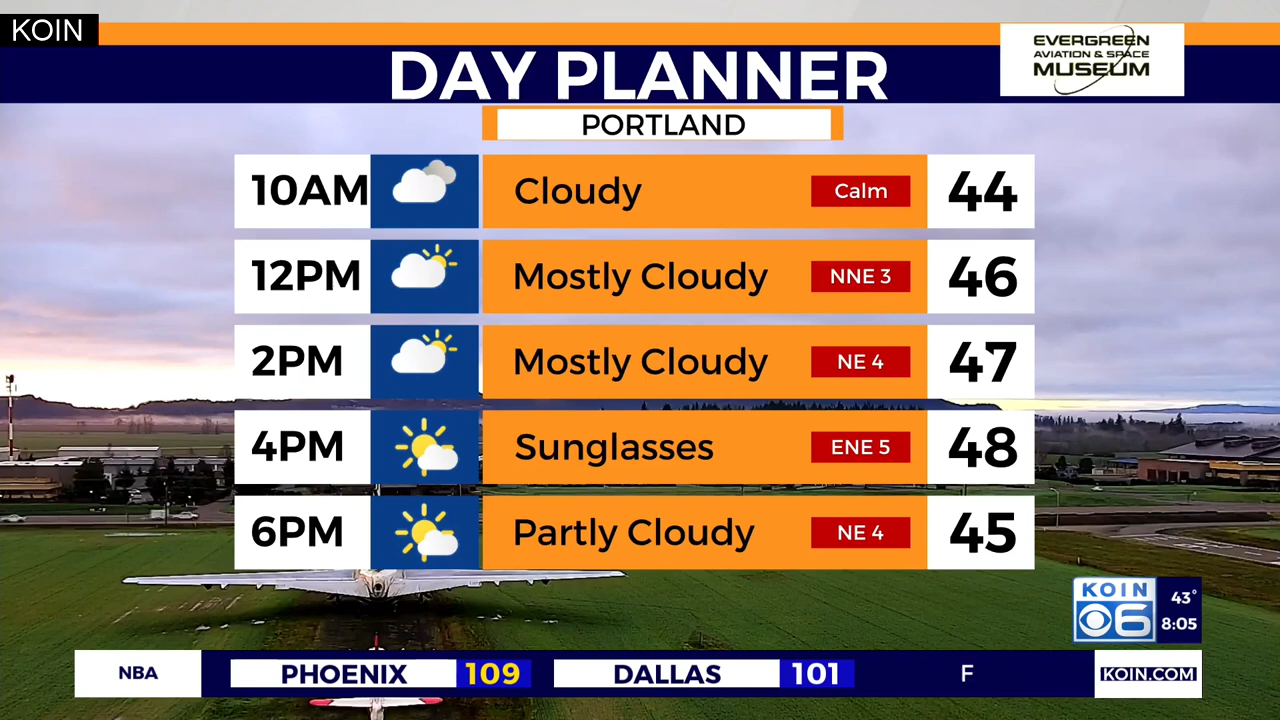 KOIN
EVERGREEN
AVIATION & SPACE
MUSEUM
DAY PLANNER
PORTLAND
10AM Cloudy Calm 44
12PM Mostly Cloudy NNE 3 46
2PM Mostly Cloudy NE 4 47
4PM Sunglasses ENE 5 48
6PM Partly Cloudy NE 4 45
KOIN 6 43° 8:05
NBA PHOENIX 109 DALLAS 101 F KOIN.COM